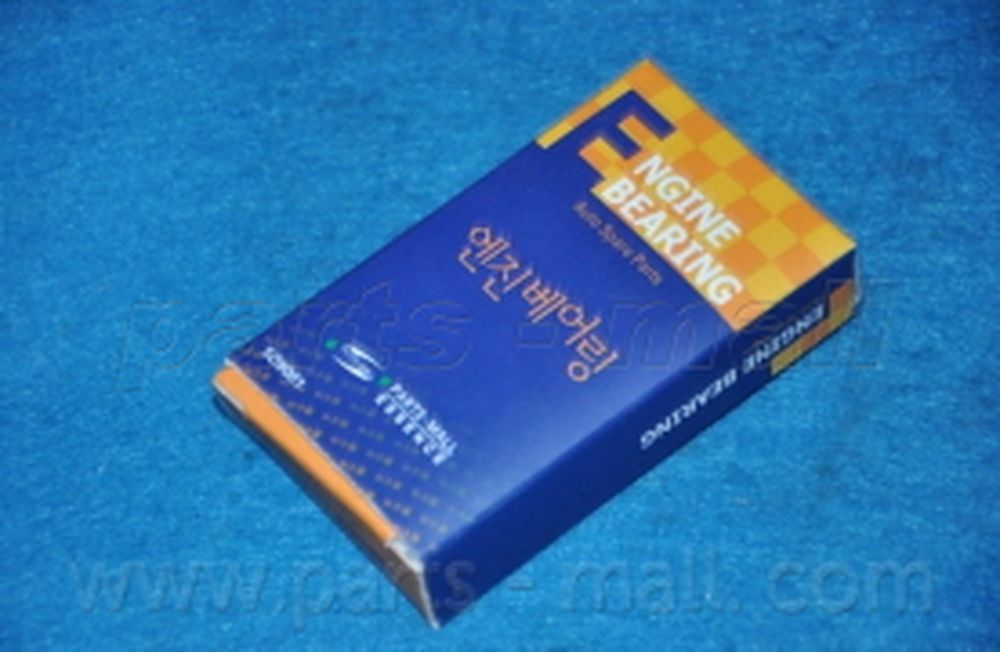 ENGINE
BEARING
Auto Spare Parts
엔진베어링
PARTS-MALL
ESSENCE
ENGINE BEARING
parts - mall
www.parts - mall.com